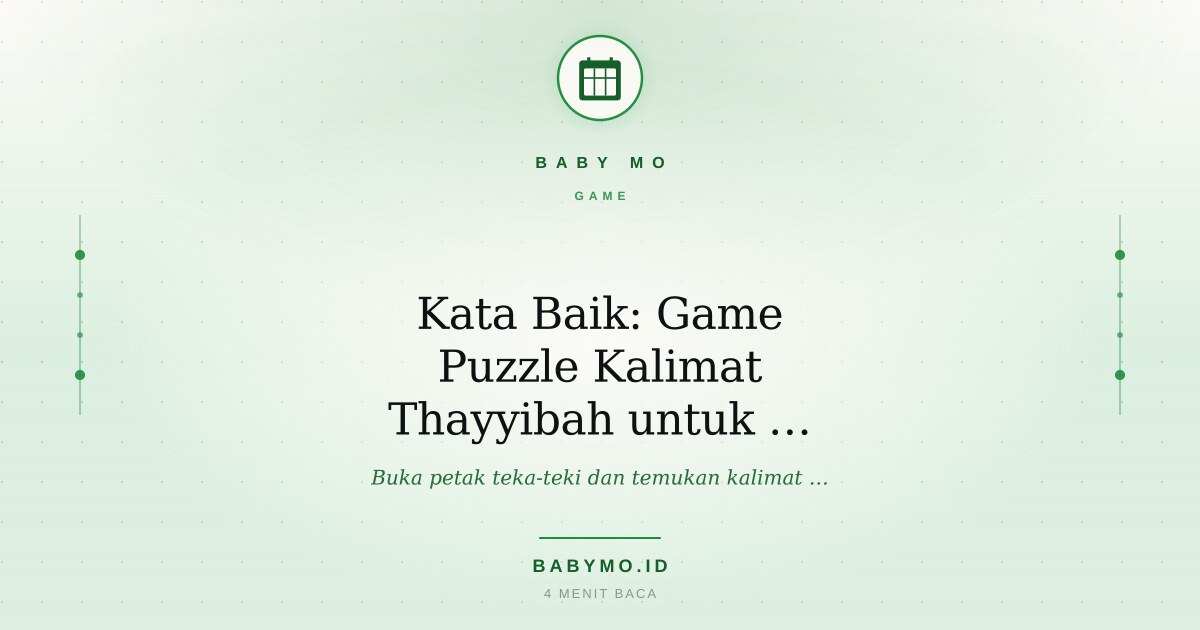 BABY MO
GAME
Kata Baik: Game
Puzzle Kalimat
Thayyibah untuk ...
Buka petak teka-teki dan temukan kalimat ...
BABYMO.ID
4 MENIT BACA